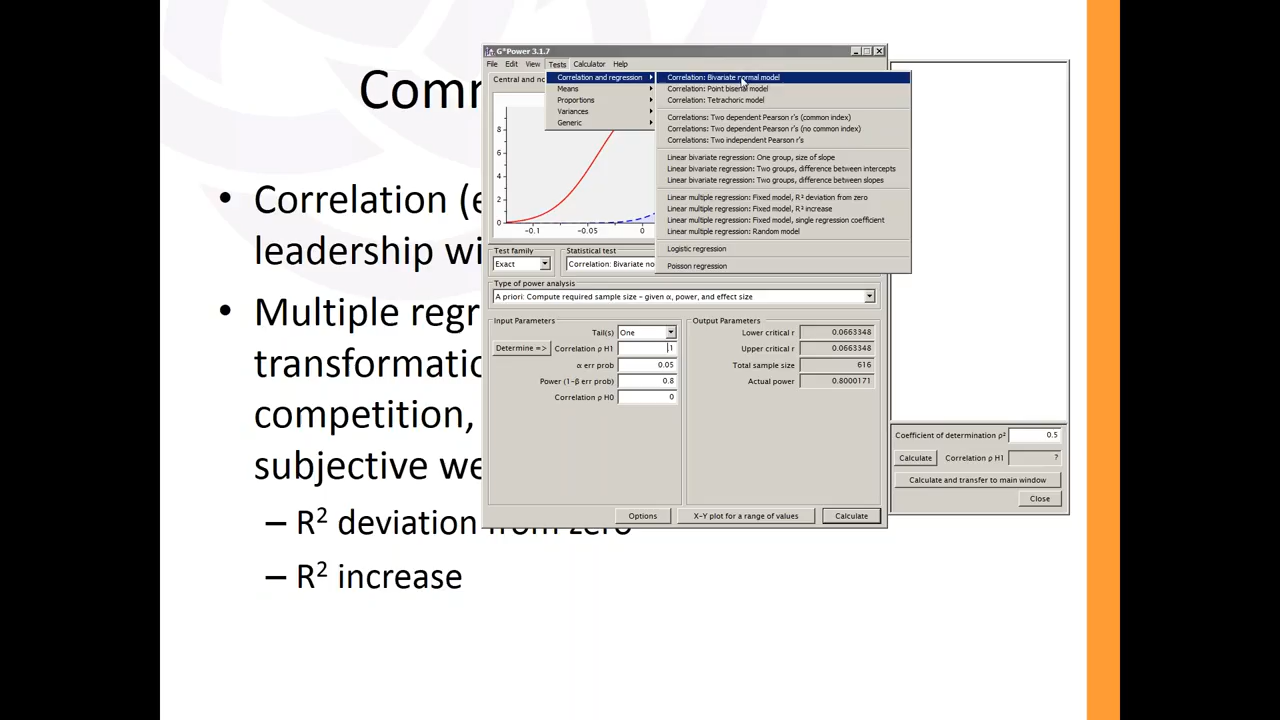 Comm
• Correlation (e
leadership wi
• Multiple regr
transformatic
competition,
subjective we
– R² deviation from zero
– R² increase
G*Power 3.1.7
File Edit View Tests Calculator Help
Central and no
Correlation and regression
Means
Proportions
Variances
Generic
Correlation: Bivariate normal model
Correlation: Point biserial model
Correlation: Tetrachoric model
Correlations: Two dependent Pearson r's (common index)
Correlations: Two dependent Pearson r's (no common index)
Correlations: Two independent Pearson r's
Linear bivariate regression: One group, size of slope
Linear bivariate regression: Two groups, difference between intercepts
Linear bivariate regression: Two groups, difference between slopes
Linear multiple regression: Fixed model, R² deviation from zero
Linear multiple regression: Fixed model, R² increase
Linear multiple regression: Fixed model, single regression coefficient
Linear multiple regression: Random model
Logistic regression
Poisson regression
8
6
4
2
0
-0.1 -0.05 0
Test family Statistical test
Exact Correlation: Bivariate no
Type of power analysis
A priori: Compute required sample size – given α, power, and effect size
Input Parameters
Tail(s) One
Determine => Correlation ρ H1 .1
α err prob 0.05
Power (1-β err prob) 0.8
Correlation ρ H0 0
Output Parameters
Lower critical r 0.0663348
Upper critical r 0.0663348
Total sample size 616
Actual power 0.8000171
Options X-Y plot for a range of values Calculate
Coefficient of determination ρ² 0.5
Calculate Correlation ρ H1 ?
Calculate and transfer to main window
Close